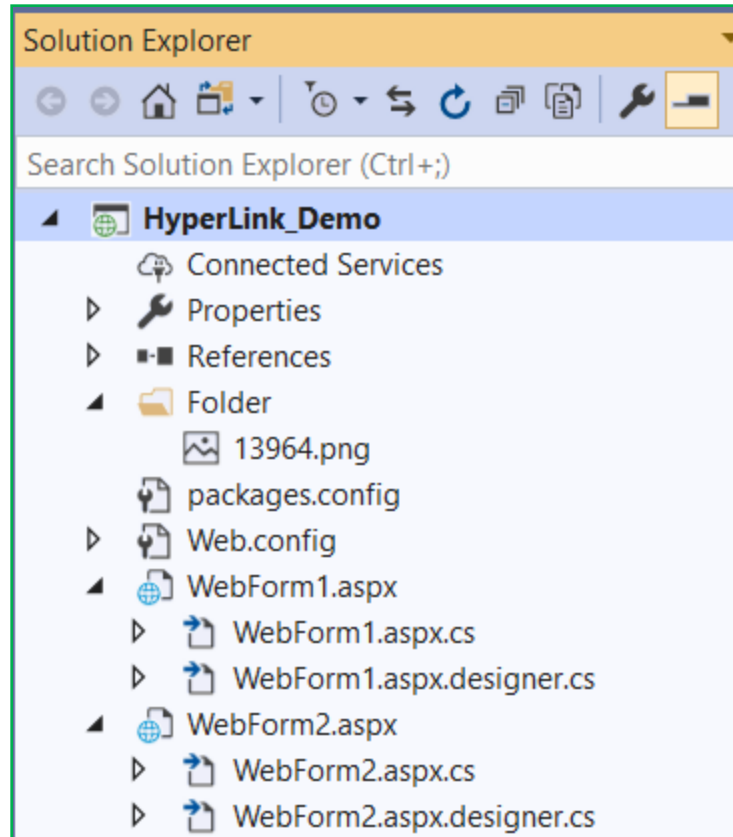 Solution Explorer
Search Solution Explorer (Ctrl+;)
HyperLink_Demo
Connected Services
Properties
References
Folder
13964.png
packages.config
Web.config
WebForm1.aspx
WebForm1.aspx.cs
WebForm1.aspx.designer.cs
WebForm2.aspx
WebForm2.aspx.cs
WebForm2.aspx.designer.cs